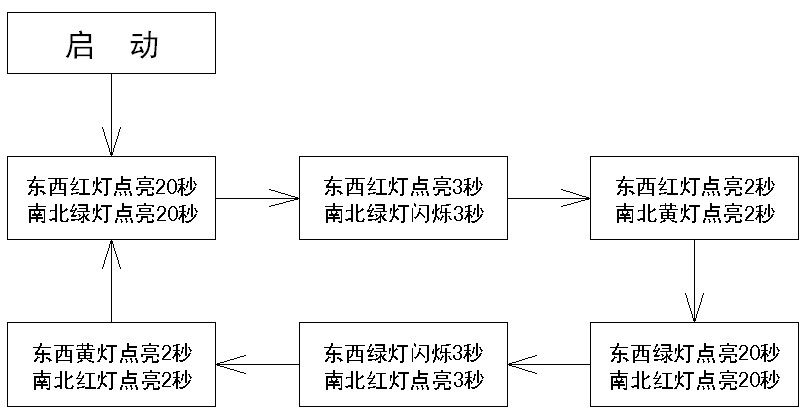 启 动
东西红灯点亮20秒
南北绿灯点亮20秒
东西红灯点亮3秒
南北绿灯闪烁3秒
东西红灯点亮2秒
南北黄灯点亮2秒
东西黄灯点亮2秒
南北红灯点亮2秒
东西绿灯闪烁3秒
南北红灯点亮3秒
东西绿灯点亮20秒
南北红灯点亮20秒